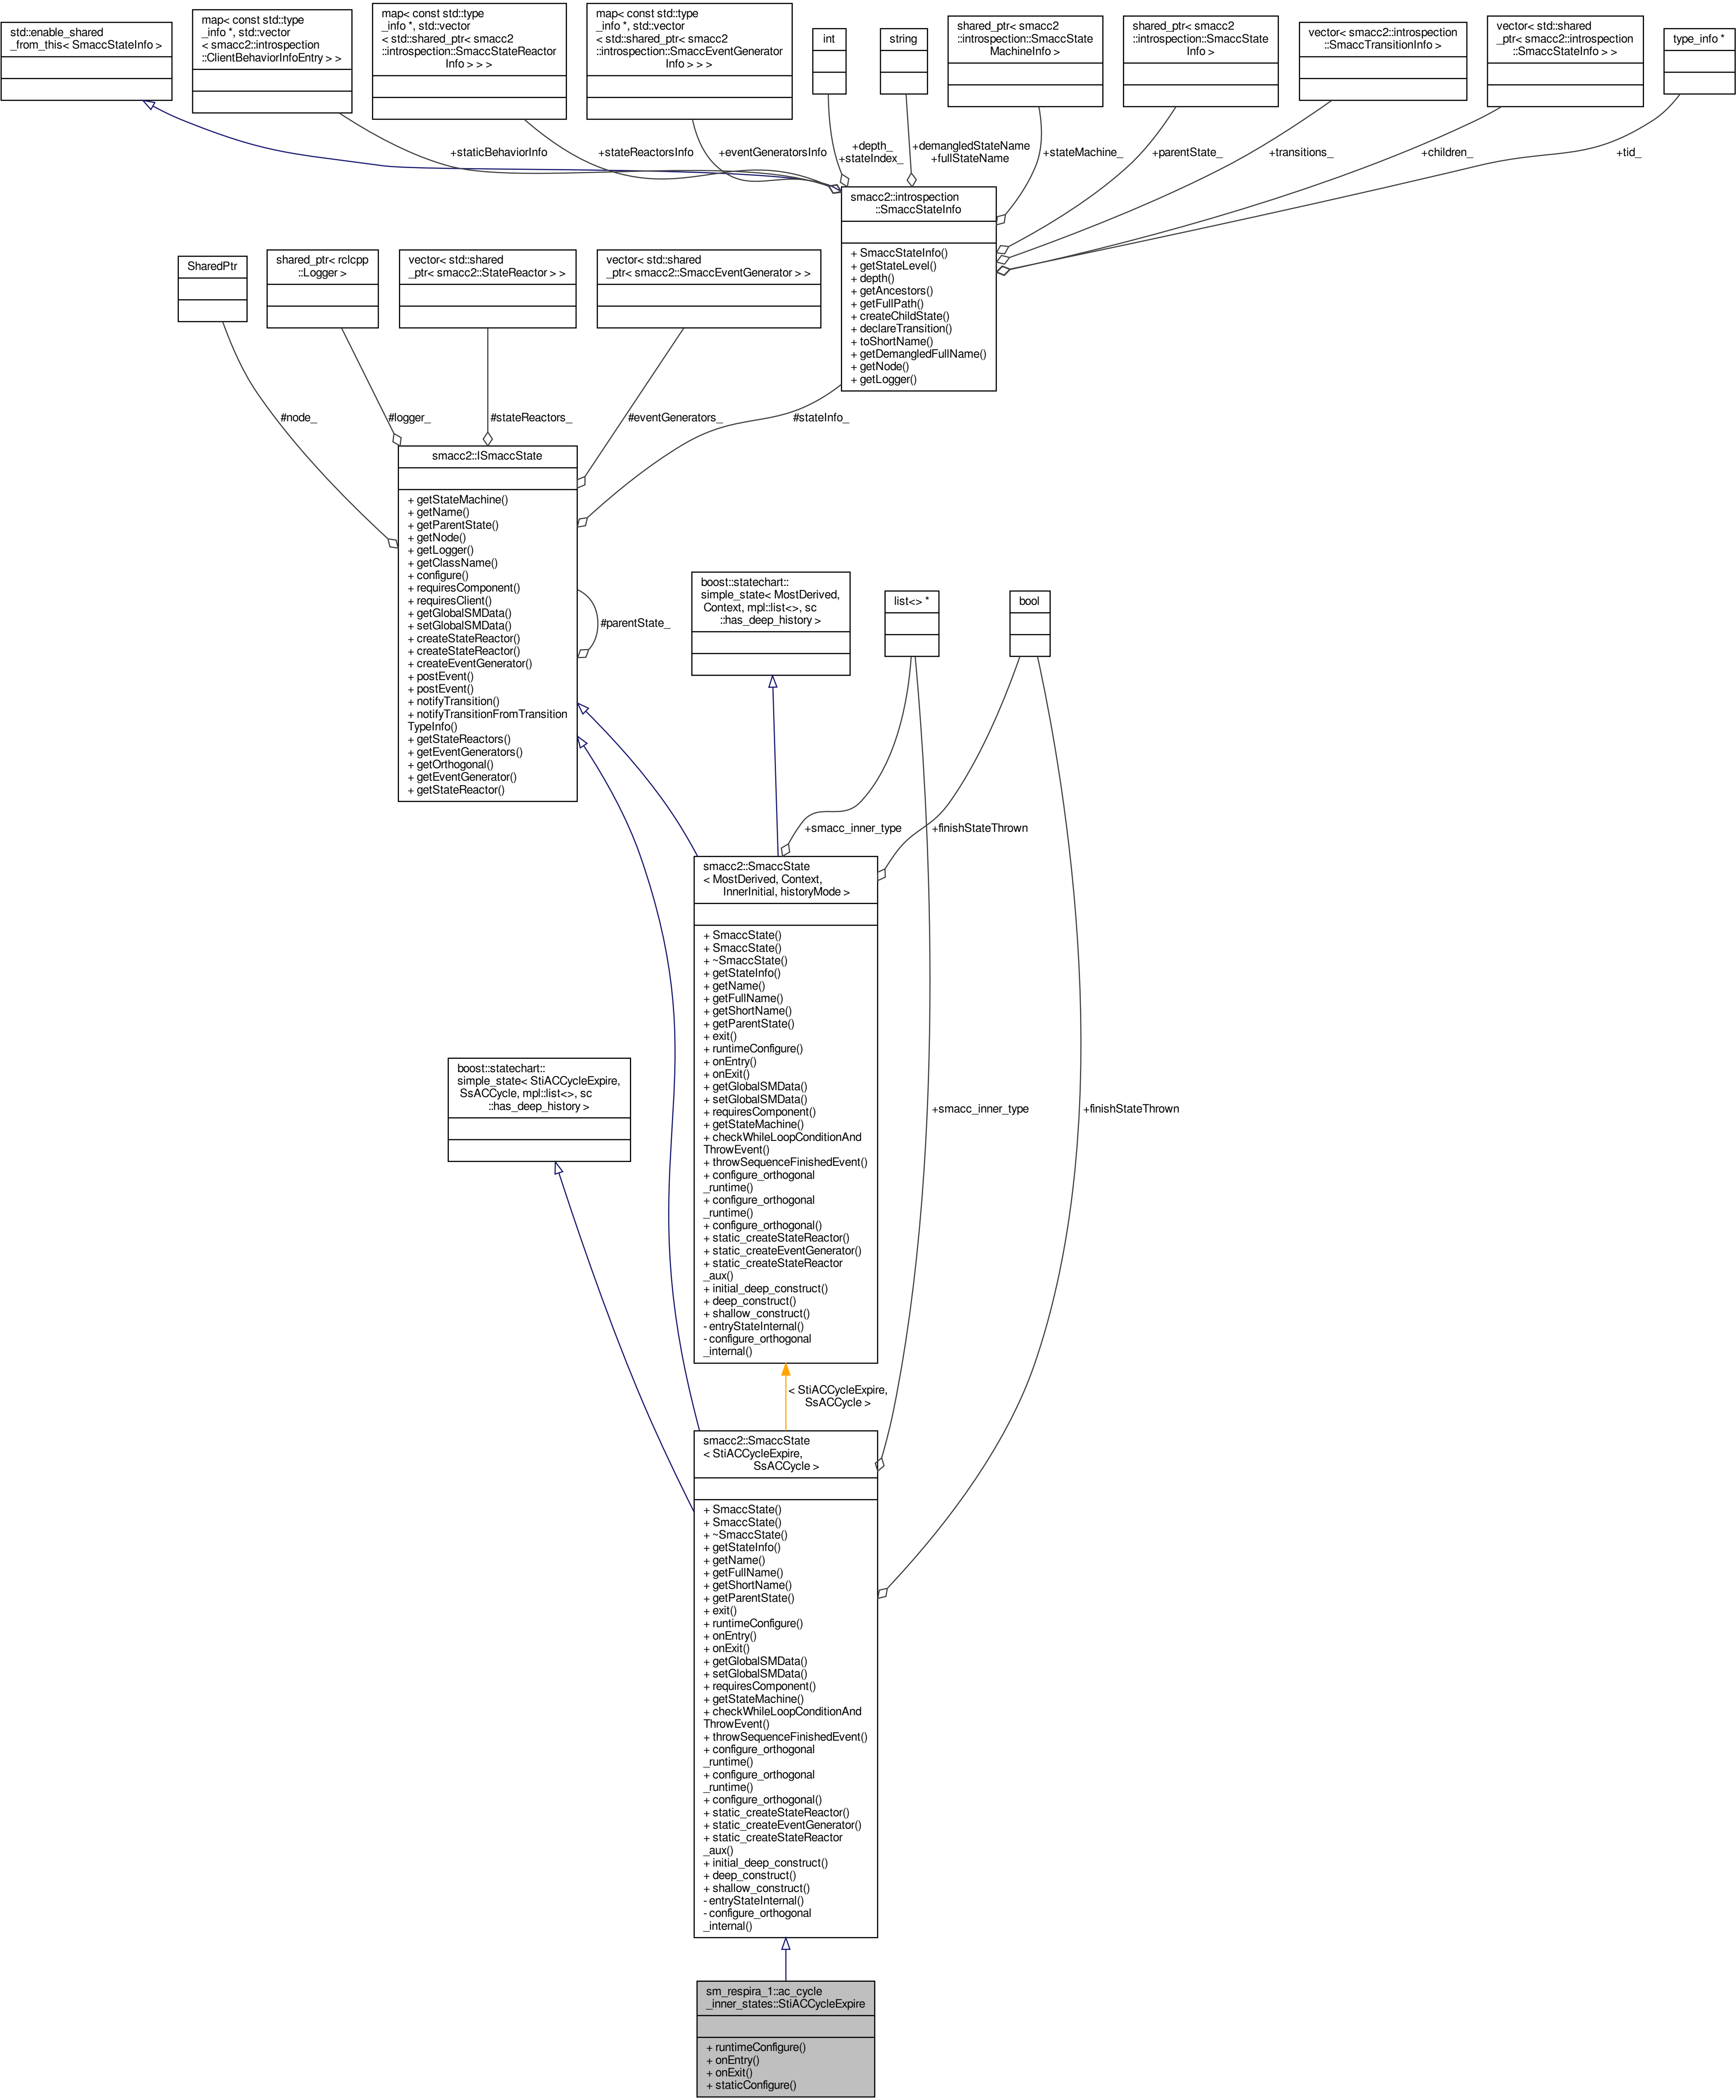 std::enable_shared
_from_this< SmaccStateInfo >
map< const std::type
_info *, std::vector
< smacc2::introspection
::ClientBehaviorInfoEntry > >
map< const std::type
_info *, std::vector
< std::shared_ptr< smacc2
::introspection::SmaccStateReactor
Info > > >
map< const std::type
_info *, std::vector
< std::shared_ptr< smacc2
::introspection::SmaccEventGenerator
Info > > >
int
string
shared_ptr< smacc2
::introspection::SmaccState
MachineInfo >
shared_ptr< smacc2
::introspection::SmaccState
Info >
vector< smacc2::introspection
::SmaccTransitionInfo >
vector< std::shared
_ptr< smacc2::introspection
::SmaccStateInfo > >
type_info *
+staticBehaviorInfo
+stateReactorsInfo
+eventGeneratorsInfo
+depth_
+stateIndex_
+demangledStateName
+fullStateName
+stateMachine_
+parentState_
+transitions_
+children_
+tid_
smacc2::introspection
::SmaccStateInfo
+ SmaccStateInfo()
+ getStateLevel()
+ depth()
+ getAncestors()
+ getFullPath()
+ createChildState()
+ declareTransition()
+ toShortName()
+ getDemangledFullName()
+ getNode()
+ getLogger()
SharedPtr
shared_ptr< rclcpp
::Logger >
vector< std::shared
_ptr< smacc2::StateReactor > >
vector< std::shared
_ptr< smacc2::SmaccEventGenerator > >
#node_
#logger_
#stateReactors_
#eventGenerators_
#stateInfo_
smacc2::ISmaccState
+ getStateMachine()
+ getName()
+ getParentState()
+ getNode()
+ getLogger()
+ getClassName()
+ configure()
+ requiresComponent()
+ requiresClient()
+ getGlobalSMData()
+ setGlobalSMData()
+ createStateReactor()
+ createStateReactor()
+ createEventGenerator()
+ postEvent()
+ postEvent()
+ notifyTransition()
+ notifyTransitionFromTransition
TypeInfo()
+ getStateReactors()
+ getEventGenerators()
+ getOrthogonal()
+ getEventGenerator()
+ getStateReactor()
#parentState_
boost::statechart::
simple_state< MostDerived,
Context, mpl::list<>, sc
::has_deep_history >
list<> *
bool
+smacc_inner_type
+finishStateThrown
smacc2::SmaccState
< MostDerived, Context,
InnerInitial, historyMode >
+ SmaccState()
+ SmaccState()
+ ~SmaccState()
+ getStateInfo()
+ getName()
+ getFullName()
+ getShortName()
+ getParentState()
+ exit()
+ runtimeConfigure()
+ onEntry()
+ onExit()
+ getGlobalSMData()
+ setGlobalSMData()
+ requiresComponent()
+ getStateMachine()
+ checkWhileLoopConditionAnd
ThrowEvent()
+ throwSequenceFinishedEvent()
+ configure_orthogonal
_runtime()
+ configure_orthogonal
_runtime()
+ configure_orthogonal()
+ static_createStateReactor()
+ static_createEventGenerator()
+ static_createStateReactor
_aux()
+ initial_deep_construct()
+ deep_construct()
+ shallow_construct()
- entryStateInternal()
- configure_orthogonal
_internal()
boost::statechart::
simple_state< StiACCycleExpire,
SsACCycle, mpl::list<>, sc
::has_deep_history >
+smacc_inner_type
+finishStateThrown
< StiACCycleExpire,
SsACCycle >
smacc2::SmaccState
< StiACCycleExpire,
SsACCycle >
+ SmaccState()
+ SmaccState()
+ ~SmaccState()
+ getStateInfo()
+ getName()
+ getFullName()
+ getShortName()
+ getParentState()
+ exit()
+ runtimeConfigure()
+ onEntry()
+ onExit()
+ getGlobalSMData()
+ setGlobalSMData()
+ requiresComponent()
+ getStateMachine()
+ checkWhileLoopConditionAnd
ThrowEvent()
+ throwSequenceFinishedEvent()
+ configure_orthogonal
_runtime()
+ configure_orthogonal
_runtime()
+ configure_orthogonal()
+ static_createStateReactor()
+ static_createEventGenerator()
+ static_createStateReactor
_aux()
+ initial_deep_construct()
+ deep_construct()
+ shallow_construct()
- entryStateInternal()
- configure_orthogonal
_internal()
sm_respira_1::ac_cycle
_inner_states::StiACCycleExpire
+ runtimeConfigure()
+ onEntry()
+ onExit()
+ staticConfigure()